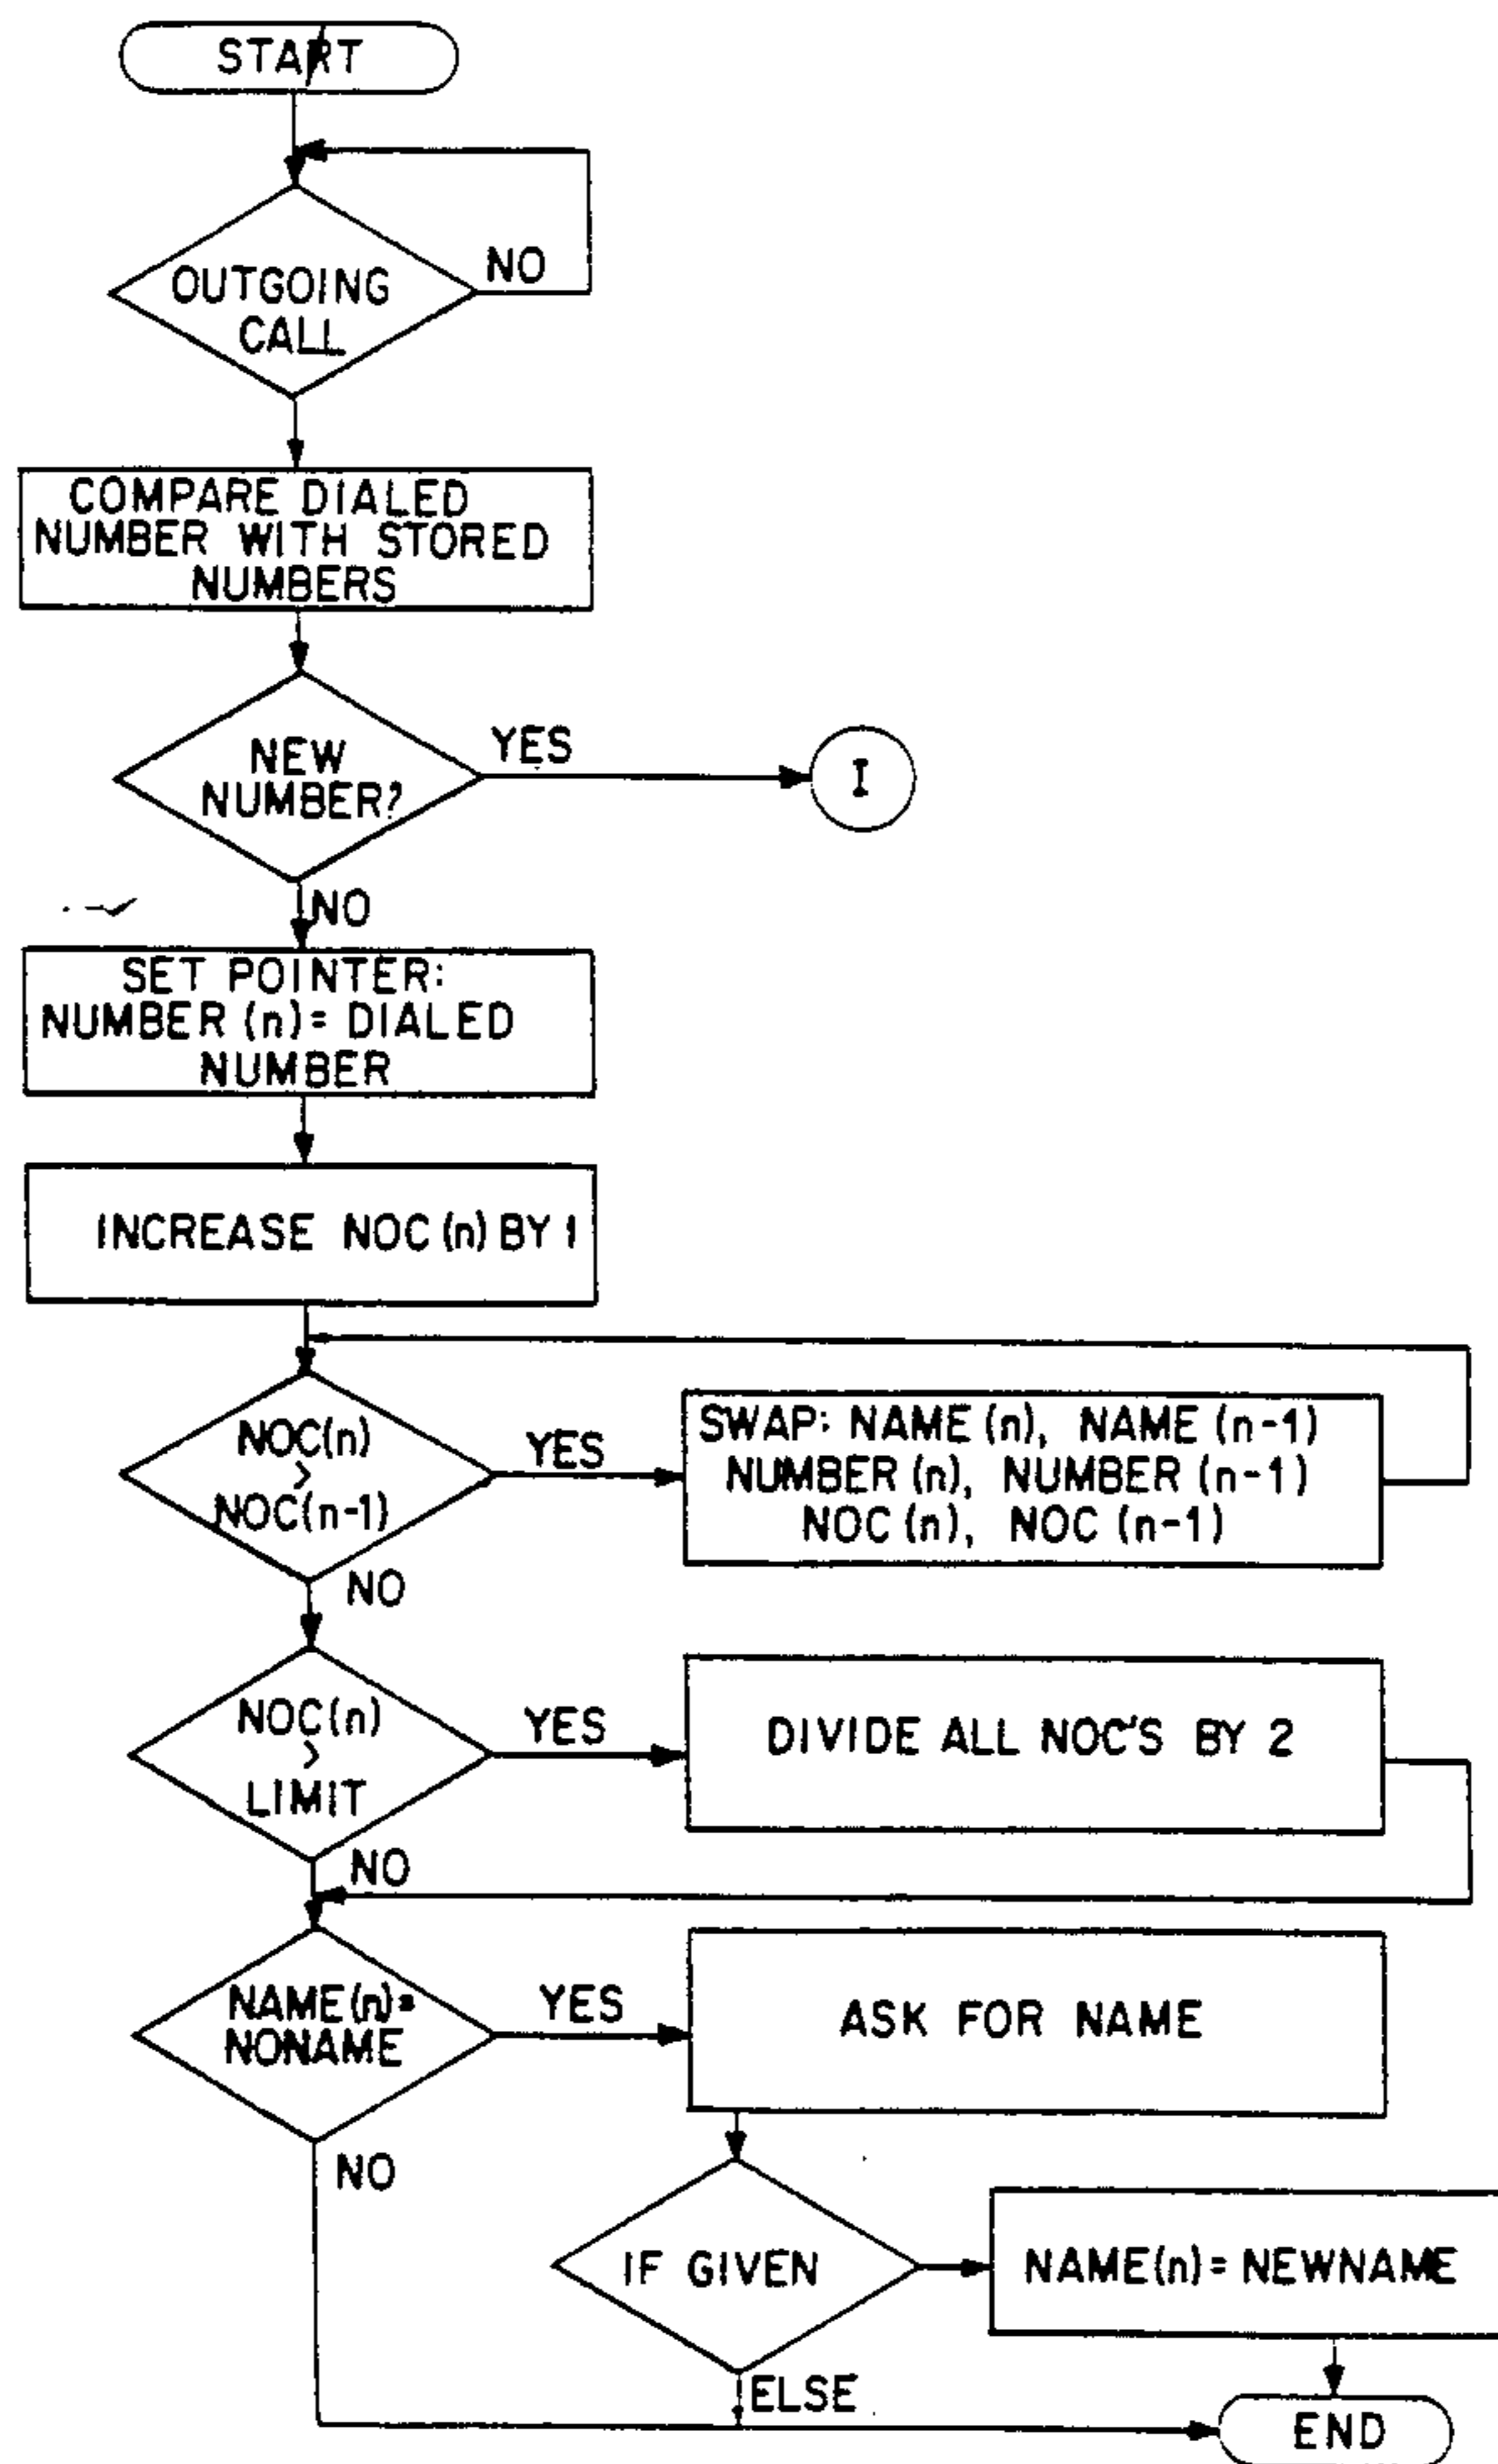 START
NO
OUTGOING
CALL
COMPARE DIALED
NUMBER WITH STORED
NUMBERS
NEW
NUMBER?
YES
I
NO
SET POINTER:
NUMBER (n) = DIALED
NUMBER
INCREASE NOC (n) BY 1
NOC(n)
>
NOC(n-1)
YES
SWAP: NAME (n), NAME (n-1)
NUMBER (n), NUMBER (n-1)
NOC (n), NOC (n-1)
NO
NOC(n)
>
LIMIT
YES
DIVIDE ALL NOC'S BY 2
NO
NAME(n)=
NONAME
YES
ASK FOR NAME
NO
IF GIVEN
NAME(n) = NEWNAME
ELSE
END